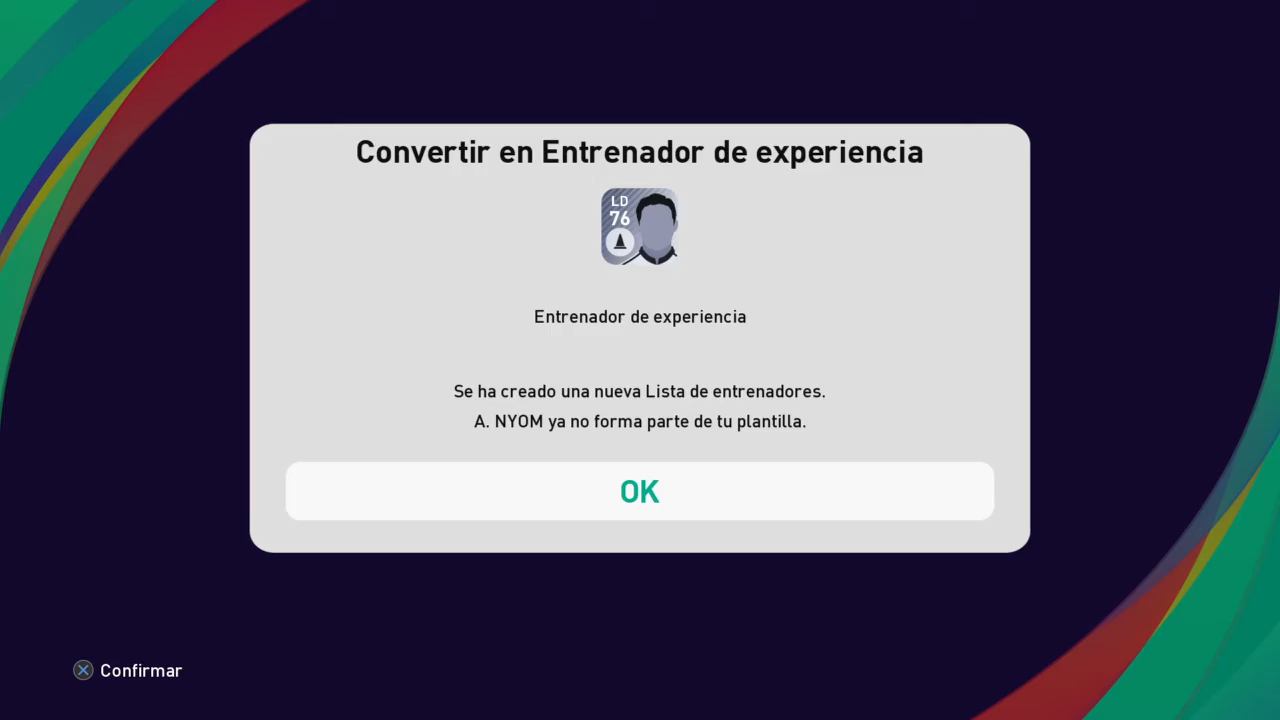 Convertir en Entrenador de experiencia
LD
76
Entrenador de experiencia
Se ha creado una nueva Lista de entrenadores.
A. NYOM ya no forma parte de tu plantilla.
OK
Confirmar